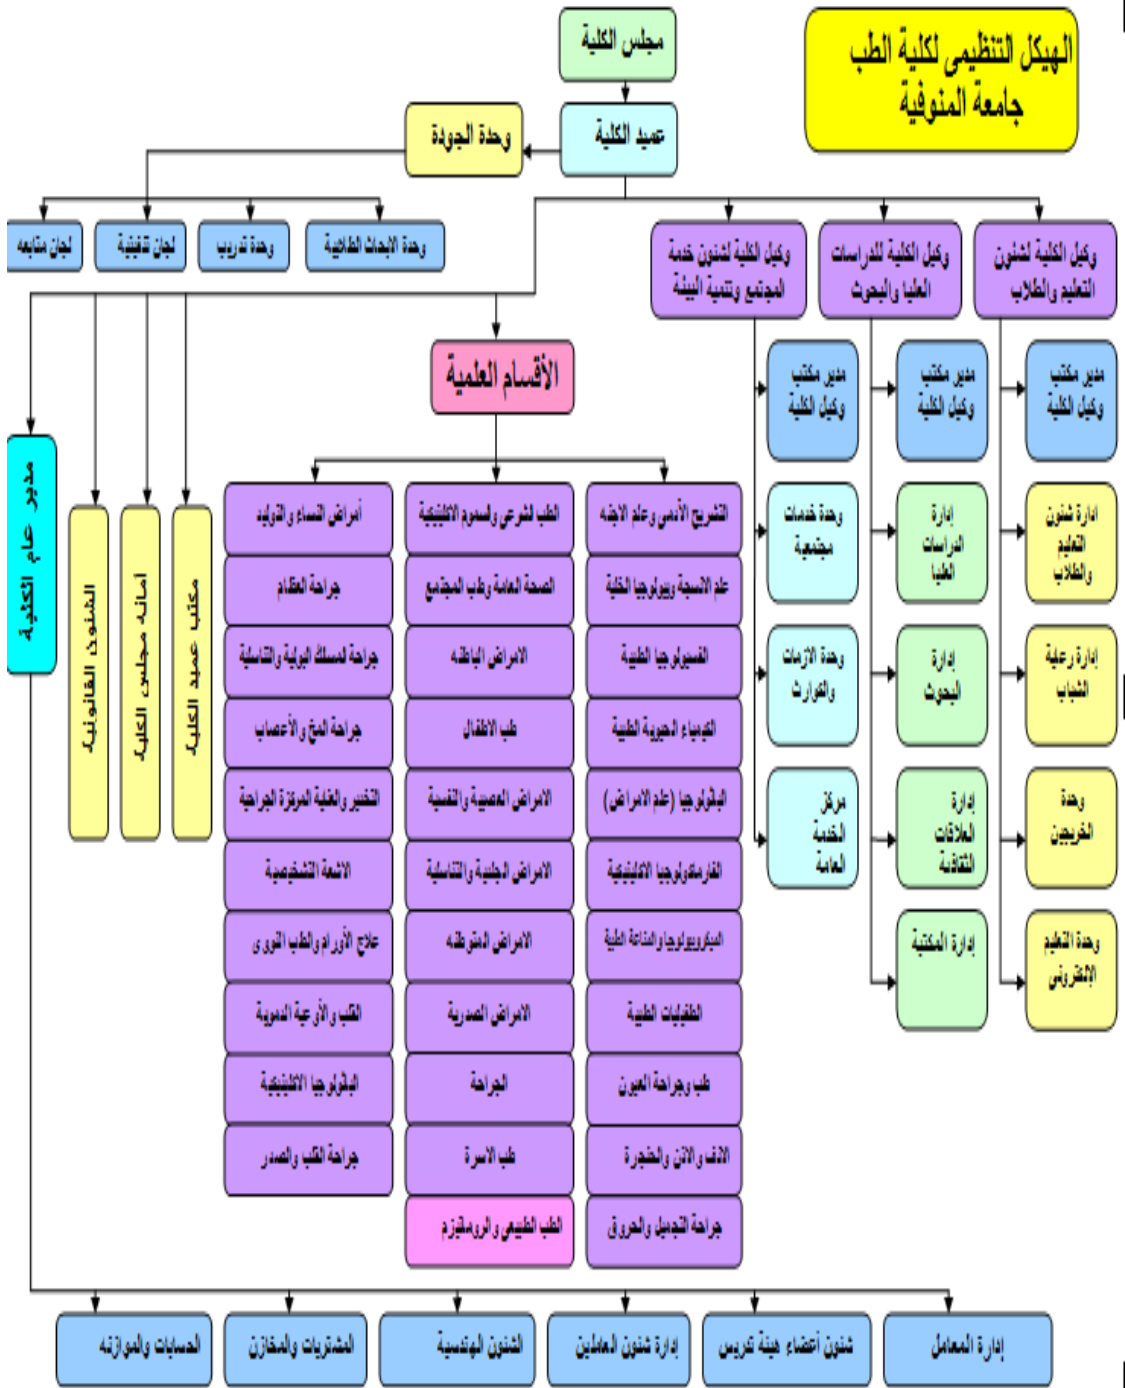 الهيكل التنظيمى لكلية الطب
جامعة المنوفية
مجلس الكلية
عميد الكلية
وحدة الجودة
وحدة الابحاث الطلابية
وحدة تدريب
لجان تنفيذية
لجان متابعه
وكيل الكلية لشئون
التعليم والطلاب
وكيل الكلية للدراسات
العليا والبحوث
وكيل الكلية لشئون خدمة
المجتمع وتنمية البيئة
مدير مكتب
وكيل الكلية
إدارة شئون
التعليم
والطلاب
إدارة رعاية
الشباب
وحدة
الخريجين
وحدة التعليم
الإلكترونى
مدير مكتب
وكيل الكلية
إدارة
الدراسات
العليا
إدارة
البحوث
إدارة
العلاقات
الثقافية
إدارة المكتبة
مدير مكتب
وكيل الكلية
وحدة خدمات
مجتمعية
وحدة الازمات
والكوارث
مركز
الخدمة
العامة
الأقسام العلمية
التشريح الأدمى وعلم الاجنه
علم الانسجة وبيولوجيا الخلية
الفسيولوجيا الطبية
الكيمياء الحيوية الطبية
الباثولوجيا (علم الامراض)
الفارماكولوجيا الاكلينيكية
الميكروبيولوجيا والمناعة الطبية
الطفيليات الطبية
طب وجراحة العيون
الانف والاذن والحنجرة
جراحة التجميل والحروق
الطب الشرعي والسموم الاكلينيكية
الصحة العامة وطب المجتمع
الامراض الباطنه
طب الاطفال
الامراض العصبية والنفسية
الامراض الجلدية والتناسلية
الامراض المتوطنه
الامراض الصدرية
الجراحة
طب الاسرة
الطب الطبيعي والروماتيزم
أمراض النساء والتوليد
جراحة العظام
جراحة المسالك البولية والتناسلية
جراحة المخ والأعصاب
التخدير والعناية المركزة الجراحية
الاشعة التشخيصية
علاج الأورام والطب النووى
القلب والأوعية الدموية
الباثولوجيا الاكلينيكية
جراحة القلب والصدر
مكتب عميد الكلية
أمانه مجلس الكلية
الشئون القانونية
مدير عام الكلية
إدارة المعامل
شئون أعضاء هيئة تدريس
إدارة شئون العاملين
الشئون الهندسية
المشتريات والمخازن
الحسابات والموازنه